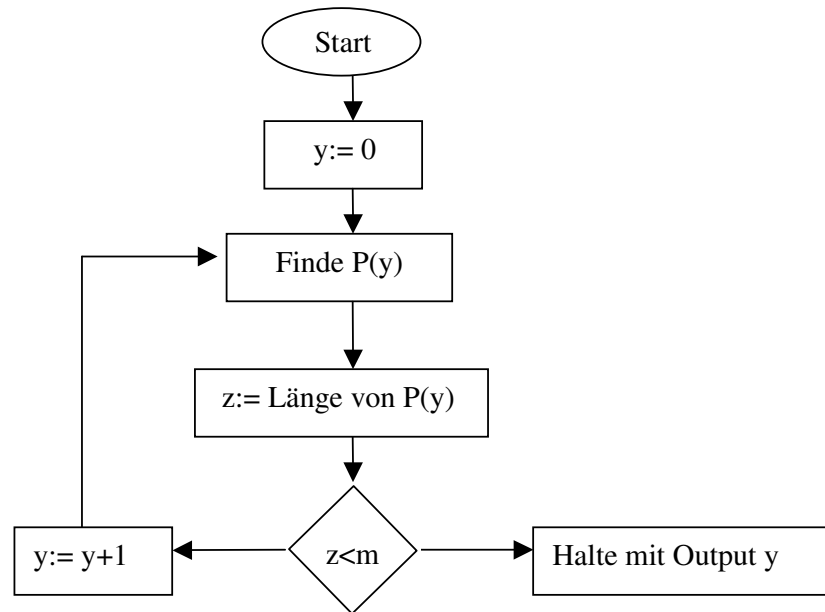 Start
y:= 0
Finde P(y)
z:= Länge von P(y)
z<m
y:= y+1
Halte mit Output y